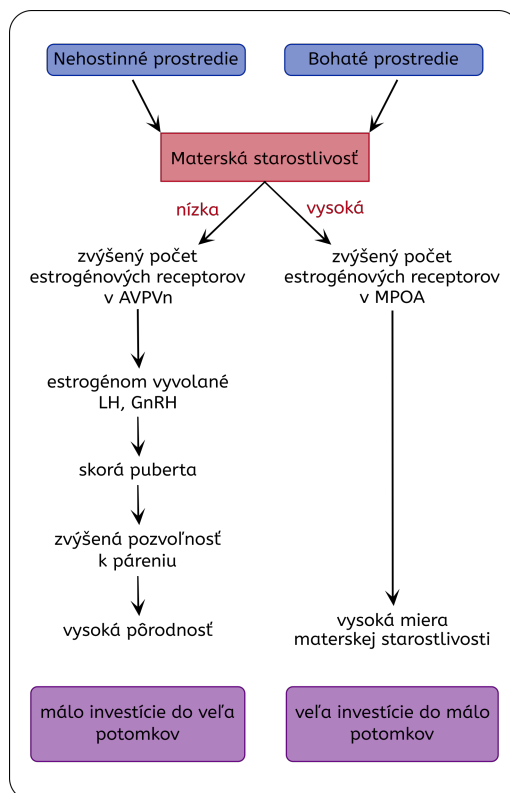 Nehostinné prostredie
Bohaté prostredie
Materská starostlivosť
nízka
vysoká
zvýšený počet
estrogénových receptorov
v AVPVn
zvýšený počet
estrogénových receptorov
v MPOA
estrogénom vyvolané
LH, GnRH
skorá puberta
zvýšená pozvoľnosť
k páreniu
vysoká pôrodnosť
vysoká miera
materskej starostlivosti
málo investície do veľa
potomkov
veľa investície do málo
potomkov